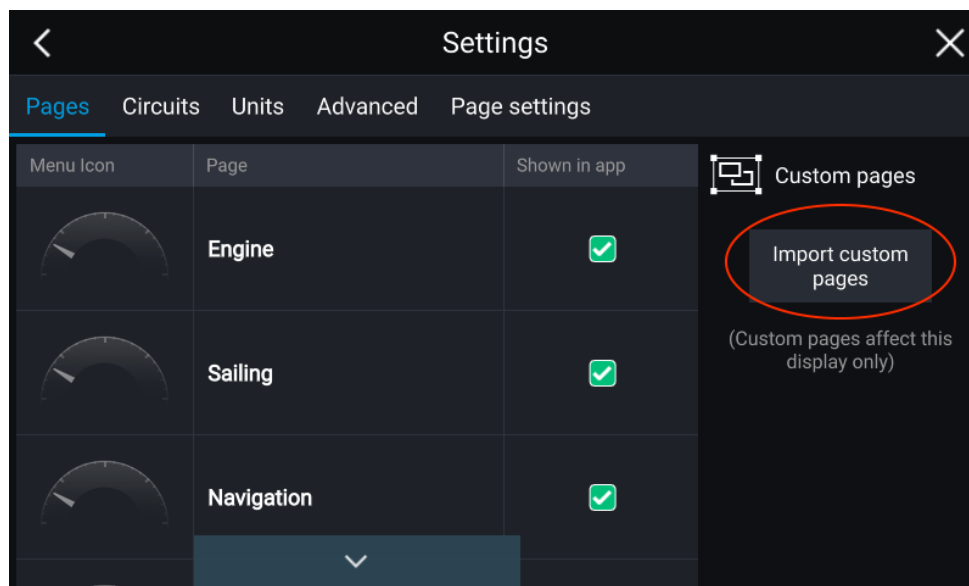 Settings
Pages Circuits Units Advanced Page settings
Menu Icon Page Shown in app
Custom pages
Engine
Import custom
pages
(Custom pages affect this
display only)
Sailing
Navigation